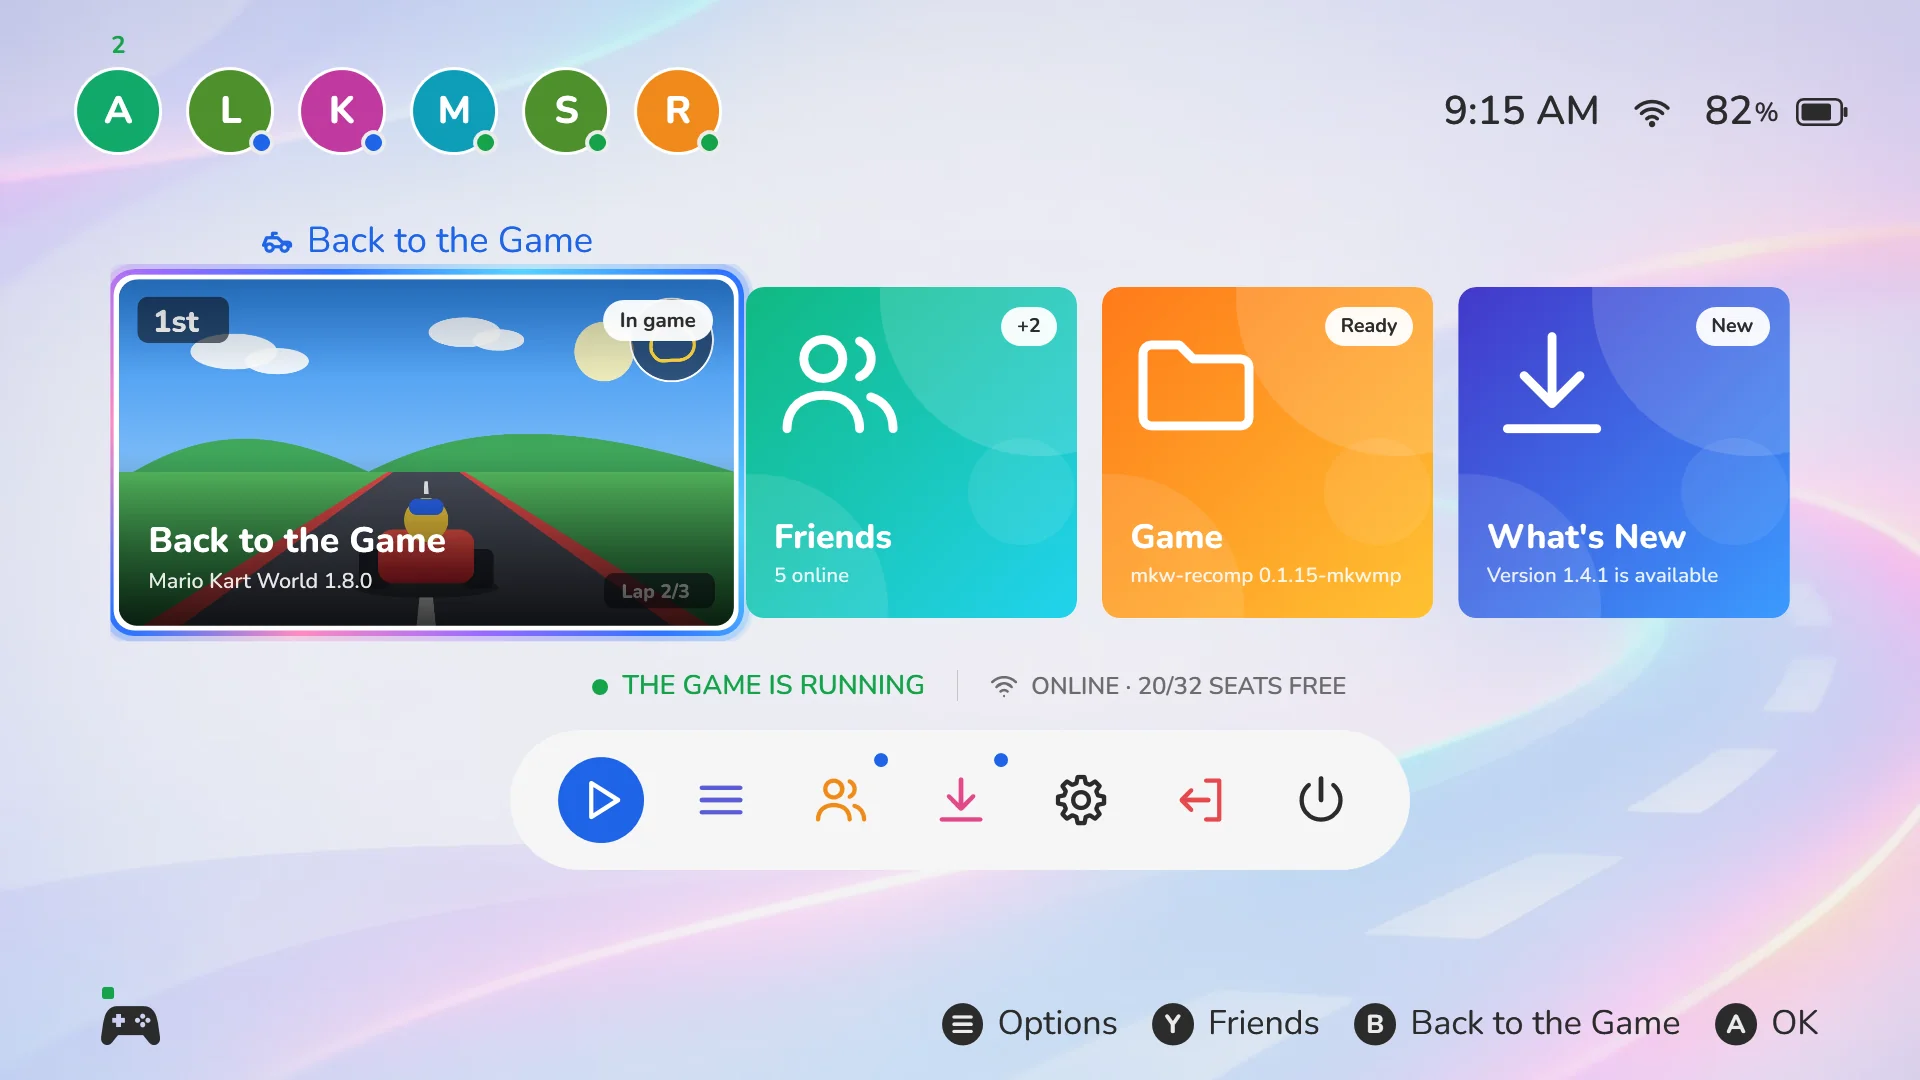 2
A L K M S R
9:15 AM
82%
Back to the Game
1st
In game
Back to the Game
Mario Kart World 1.8.0
Lap 2/3
+2
Friends
5 online
Ready
Game
mkw-recomp 0.1.15-mkwmp
New
What's New
Version 1.4.1 is available
THE GAME IS RUNNING
ONLINE · 20/32 SEATS FREE
Options
Y Friends
B Back to the Game
A OK